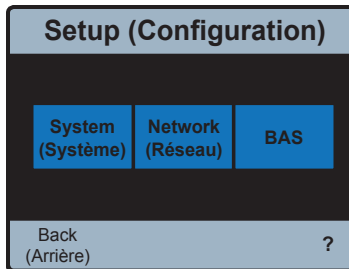 Setup (Configuration)
System
(Système)
Network
(Réseau)
BAS
Back
(Arrière)
?